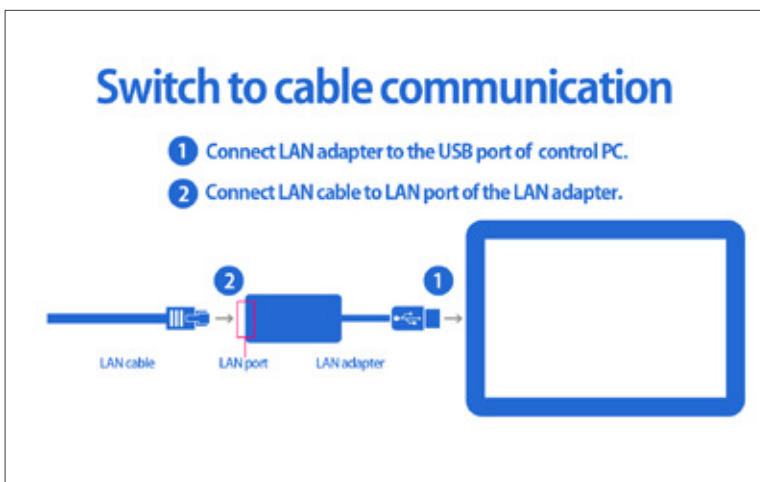 Switch to cable communication
1 Connect LAN adapter to the USB port of control PC.
2 Connect LAN cable to LAN port of the LAN adapter.
2 1
LAN cable LAN port LAN adapter